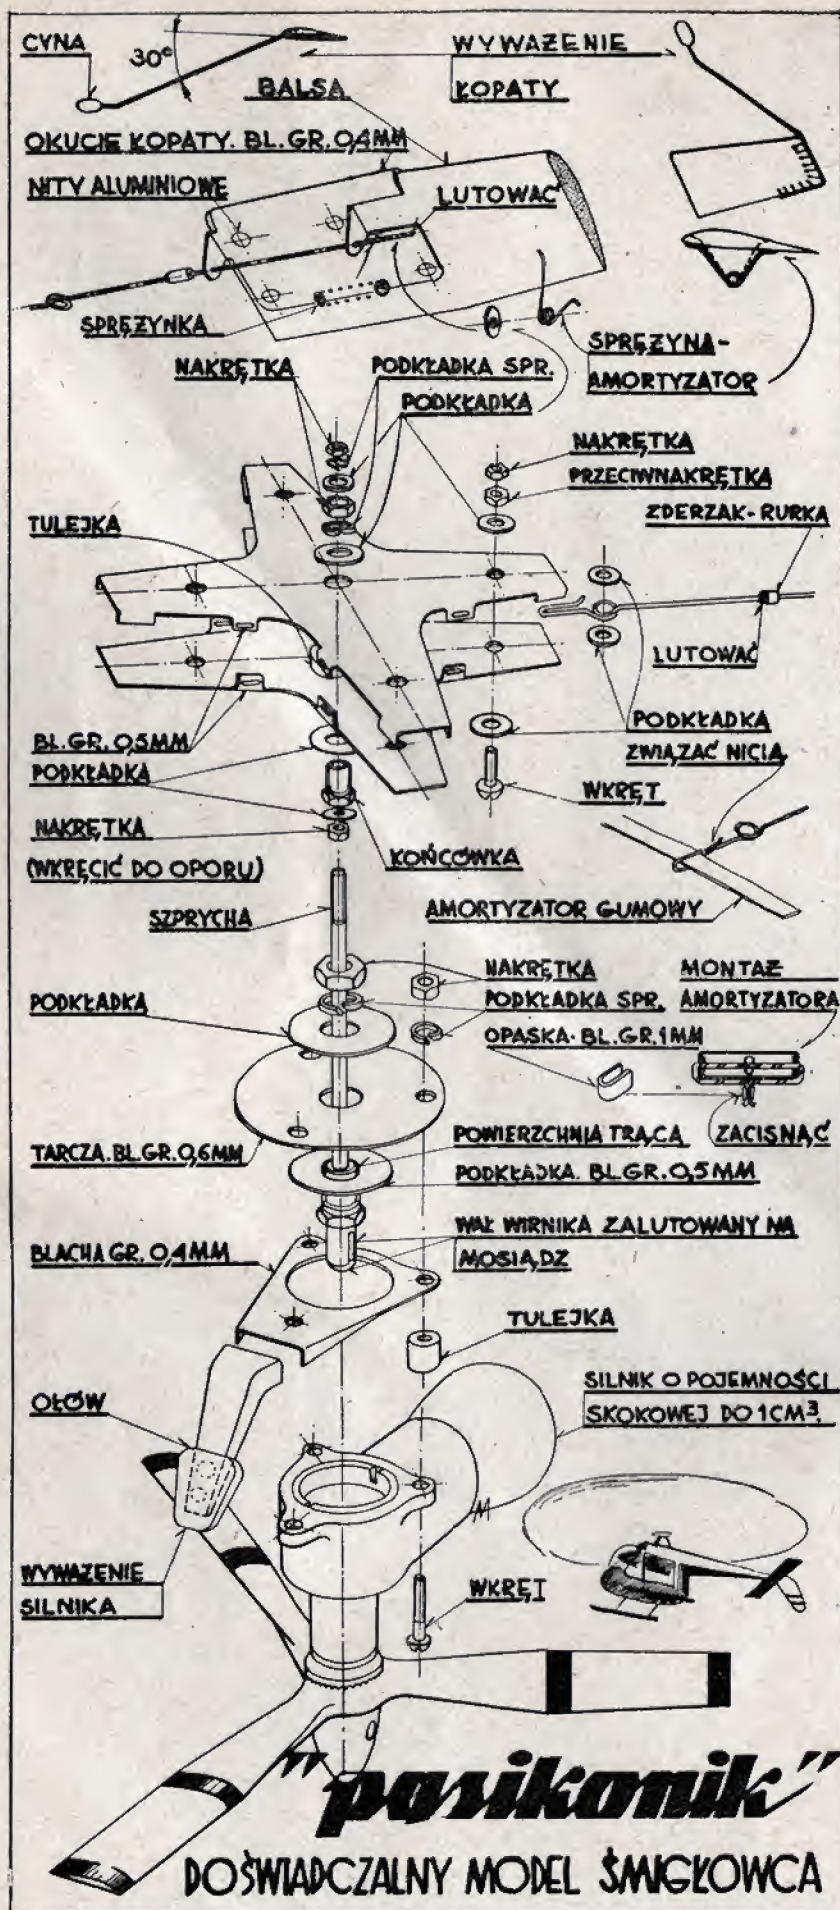 CYNA
30°
WYWAŻENIE
ŁOPATY
BALSA
OKUCIE ŁOPATY. BL. GR. 0,4MM
NITY ALUMINIOWE
LUTOWAĆ
SPRĘŻYNKA
SPRĘŻYNA-
AMORTYZATOR
NAKRĘTKA
PODKŁADKA SPR.
PODKŁADKA
NAKRĘTKA
PRZECIWNAKRĘTKA
ZDERZAK-RURKA
TULEJKA
LUTOWAĆ
BL. GR. 0,5MM
PODKŁADKA
PODKŁADKA
ZWIĄZAĆ NICIĄ
NAKRĘTKA
(WKRĘCIĆ DO OPORU)
KOŃCÓWKA
WKRĘT
SZPRYCHA
AMORTYZATOR GUMOWY
PODKŁADKA
NAKRĘTKA
PODKŁADKA SPR.
OPASKA- BL. GR. 1MM
MONTAŻ
AMORTYZATORA
ZACISNĄĆ
TARCZA. BL. GR. 0,6MM
POWIERZCHNIA TRĄCA
PODKŁADKA. BL. GR. 0,5MM
BLACHA GR. 0,4MM
WAŁ WIRNIKA ZALUTOWANY NA
MOSIĄDZ
TULEJKA
OŁÓW
SILNIK O POJEMNOŚCI
SKOKOWEJ DO 1CM³.
WYWAŻENIE
SILNIKA
WKRĘT
"pasikonik"
DOŚWIADCZALNY MODEL ŚMIGŁOWCA